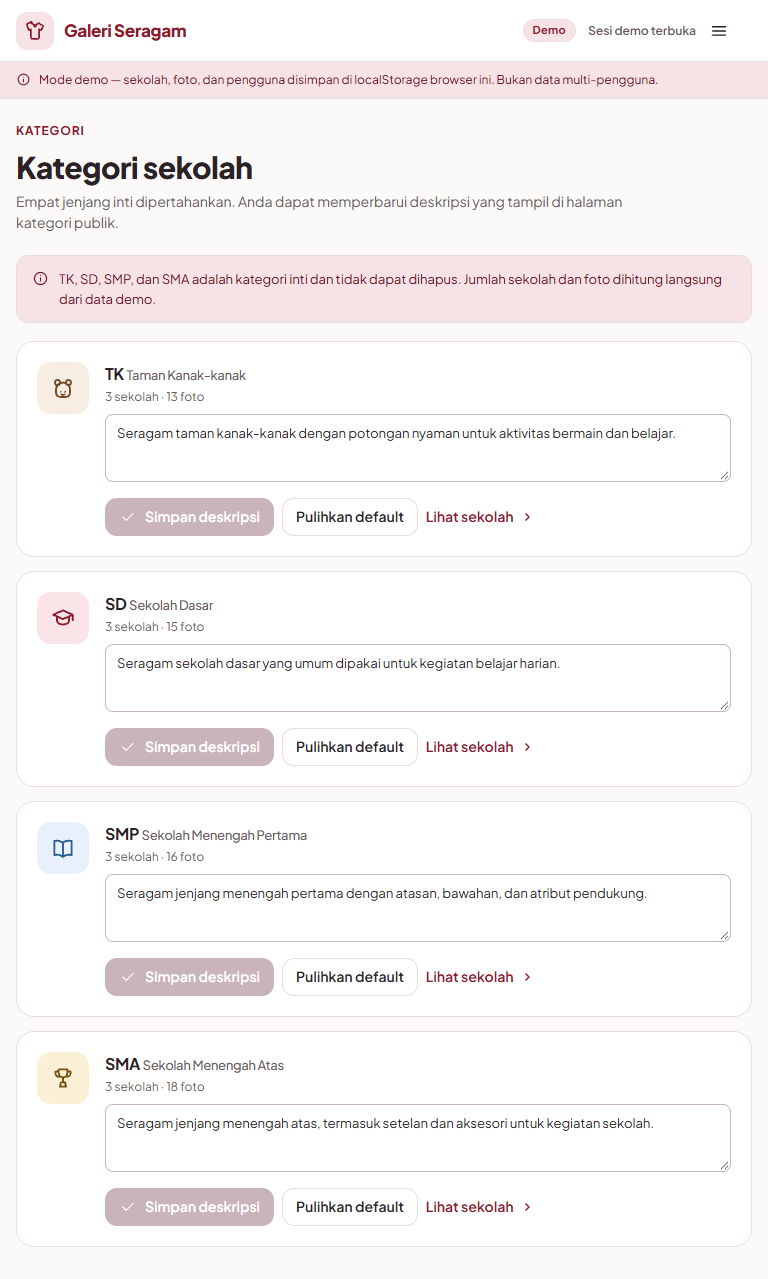 Galeri Seragam
Demo
Sesi demo terbuka
Mode demo — sekolah, foto, dan pengguna disimpan di localStorage browser ini. Bukan data multi-pengguna.
KATEGORI
Kategori sekolah
Empat jenjang inti dipertahankan. Anda dapat memperbarui deskripsi yang tampil di halaman
kategori publik.
TK, SD, SMP, dan SMA adalah kategori inti dan tidak dapat dihapus. Jumlah sekolah dan foto dihitung langsung
dari data demo.
TK Taman Kanak-kanak
3 sekolah · 13 foto
Seragam taman kanak-kanak dengan potongan nyaman untuk aktivitas bermain dan belajar.
Simpan deskripsi
Pulihkan default
Lihat sekolah
SD Sekolah Dasar
3 sekolah · 15 foto
Seragam sekolah dasar yang umum dipakai untuk kegiatan belajar harian.
Simpan deskripsi
Pulihkan default
Lihat sekolah
SMP Sekolah Menengah Pertama
3 sekolah · 16 foto
Seragam jenjang menengah pertama dengan atasan, bawahan, dan atribut pendukung.
Simpan deskripsi
Pulihkan default
Lihat sekolah
SMA Sekolah Menengah Atas
3 sekolah · 18 foto
Seragam jenjang menengah atas, termasuk setelan dan aksesori untuk kegiatan sekolah.
Simpan deskripsi
Pulihkan default
Lihat sekolah